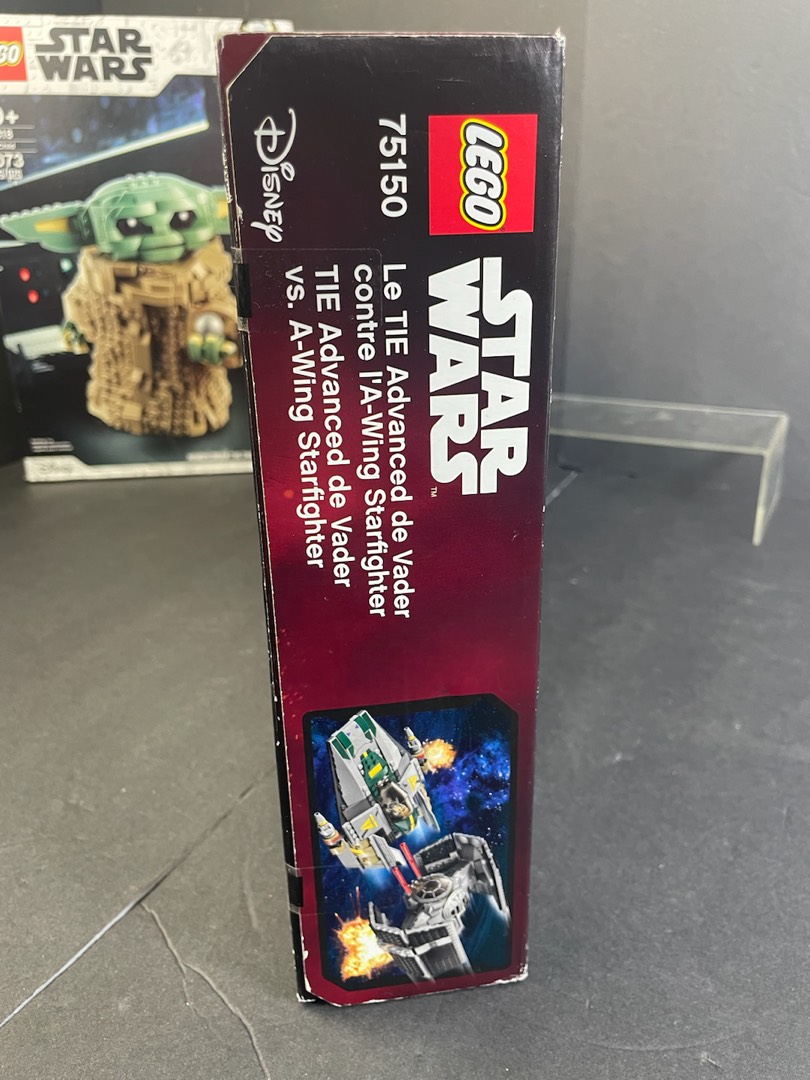 LEGO
STAR
WARS™
75150
Le TIE Advanced de Vader
contre l'A-Wing Starfighter
TIE Advanced de Vader
vs. A-Wing Starfighter
Disney
STAR
WARS